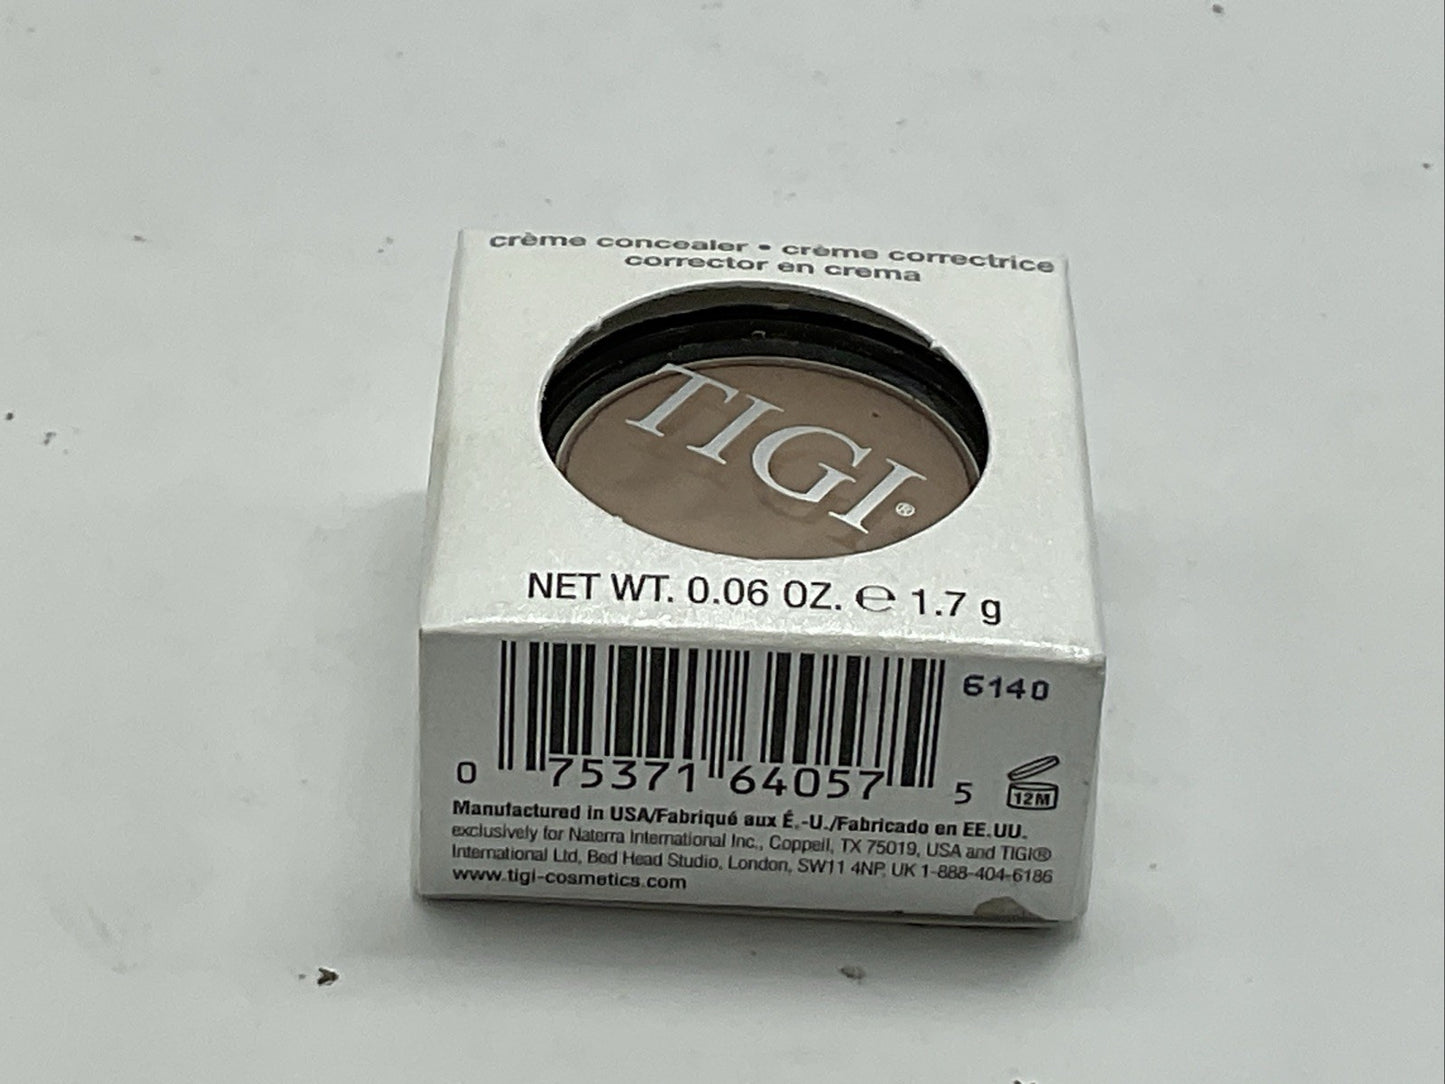 crème concealer • crème correctrice
corrector en crema
TIGI®
NET WT. 0.06 OZ. ℮ 1.7 g
6140
0 75371 64057 5
12M
Manufactured in USA/Fabriqué aux É.-U./Fabricado en EE.UU.
exclusively for Naterra International Inc., Coppell, TX 75019, USA and TIGI®
International Ltd, Bed Head Studio, London, SW11 4NP, UK 1-888-404-6186
www.tigi-cosmetics.com